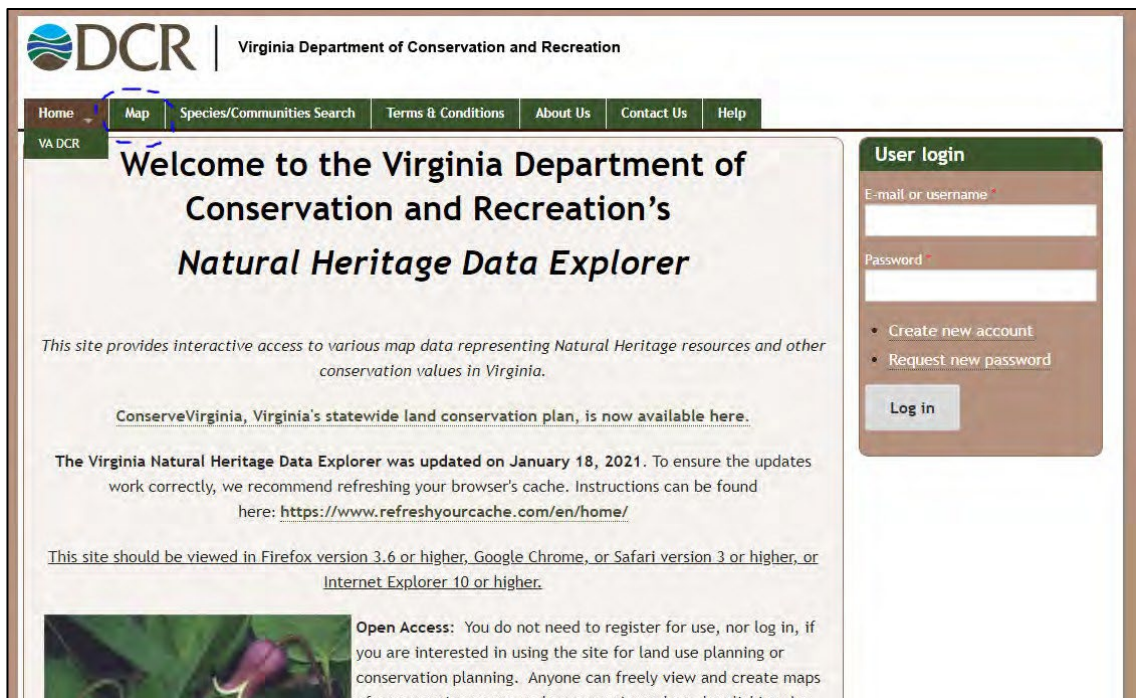 DCR
Virginia Department of Conservation and Recreation
Home Map Species/Communities Search Terms & Conditions About Us Contact Us Help
VA DCR
Welcome to the Virginia Department of
Conservation and Recreation's
Natural Heritage Data Explorer
This site provides interactive access to various map data representing Natural Heritage resources and other
conservation values in Virginia.
ConserveVirginia, Virginia's statewide land conservation plan, is now available here.
The Virginia Natural Heritage Data Explorer was updated on January 18, 2021. To ensure the updates
work correctly, we recommend refreshing your browser's cache. Instructions can be found
here: https://www.refreshyourcache.com/en/home/
This site should be viewed in Firefox version 3.6 or higher, Google Chrome, or Safari version 3 or higher, or
Internet Explorer 10 or higher.
Open Access: You do not need to register for use, nor log in, if
you are interested in using the site for land use planning or
conservation planning. Anyone can freely view and create maps
User login
E-mail or username *
Password *
• Create new account
• Request new password
Log in